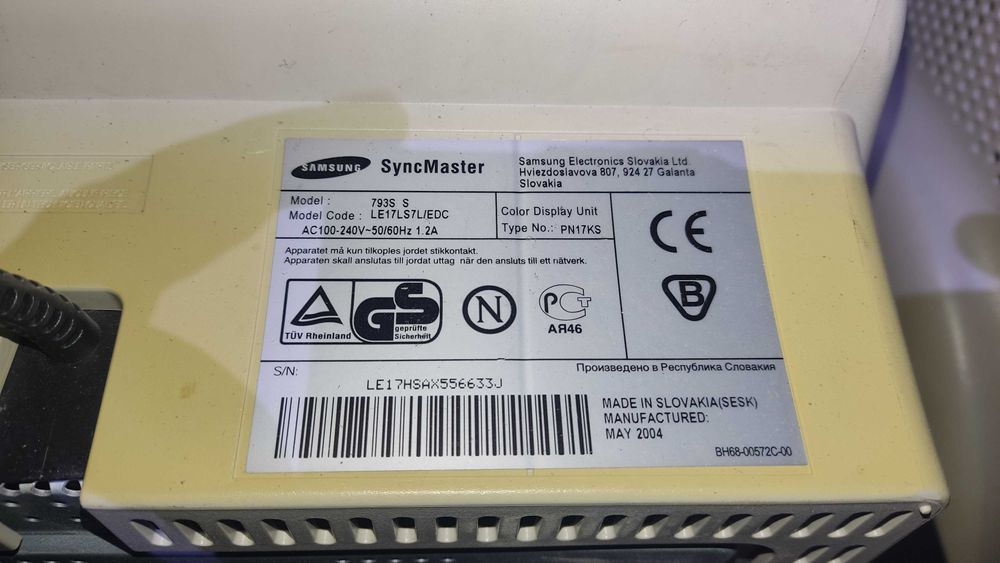 SAMSUNG SyncMaster
Samsung Electronics Slovakia Ltd.
Hviezdoslavova 807, 924 27 Galanta
Slovakia
Model : 793S S
Model Code : LE17LS7L/EDC
AC100-240V~50/60Hz 1.2A
Color Display Unit
Type No.: PN17KS
CE
Apparatet må kun tilkoples jordet stikkontakt.
Apparaten skall anslutas till jordat uttag när den ansluts till ett nätverk.
B
TÜV Rheinland
GS
geprüfte
Sicherheit
N
РСТ
АЯ46
Произведено в Республика Словакия
S/N:
LE17HSAX556633J
MADE IN SLOVAKIA(SESK)
MANUFACTURED:
MAY 2004
BH68-00572C-00